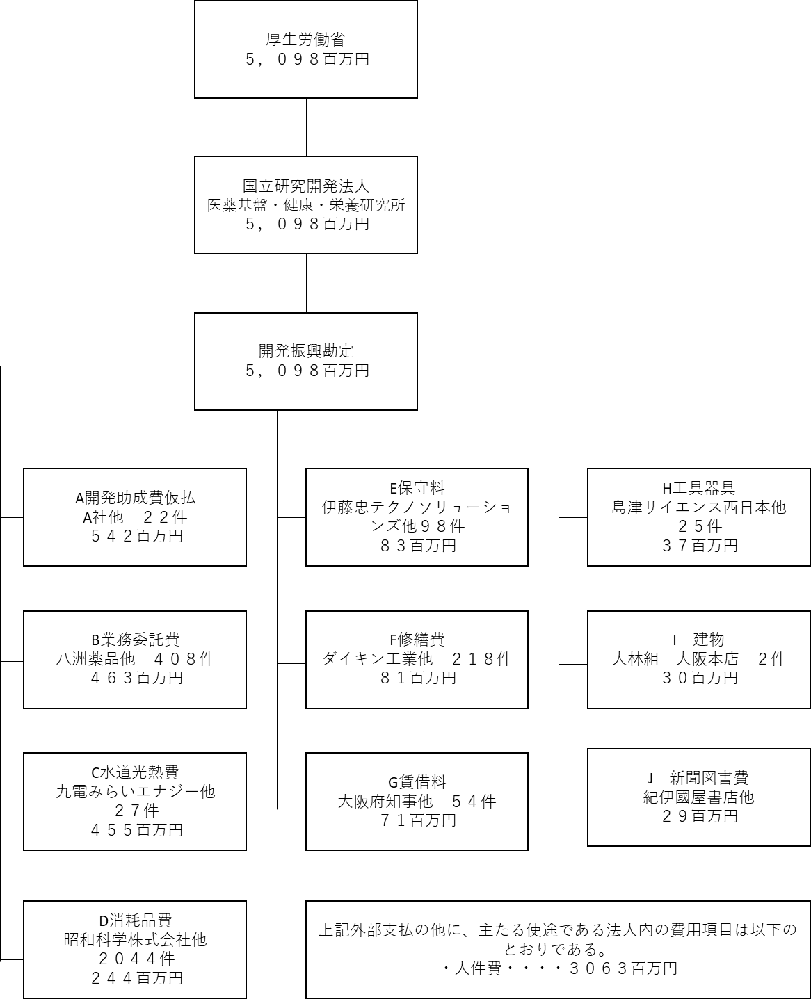 厚生労働省
５，０９８百万円
国立研究開発法人
医薬基盤・健康・栄養研究所
５，０９８百万円
開発振興勘定
５，０９８百万円
A開発助成費仮払
A社他　２２件
５４２百万円
B業務委託費
八洲薬品他　４０８件
４６３百万円
C水道光熱費
九電みらいエナジー他
２７件
４５５百万円
D消耗品費
昭和科学株式会社他
２０４４件
２４４百万円
E保守料
伊藤忠テクノソリューショ
ンズ他９８件
８３百万円
F修繕費
ダイキン工業他　２１８件
８１百万円
G賃借料
大阪府知事他　５４件
７１百万円
H工具器具
島津サイエンス西日本他
２５件
３７百万円
I　建物
大林組　大阪本店　２件
３０百万円
J　新聞図書費
紀伊國屋書店他
２９百万円
上記外部支払の他に、主たる使途である法人内の費用項目は以下の
とおりである。
・人件費・・・・３０６３百万円